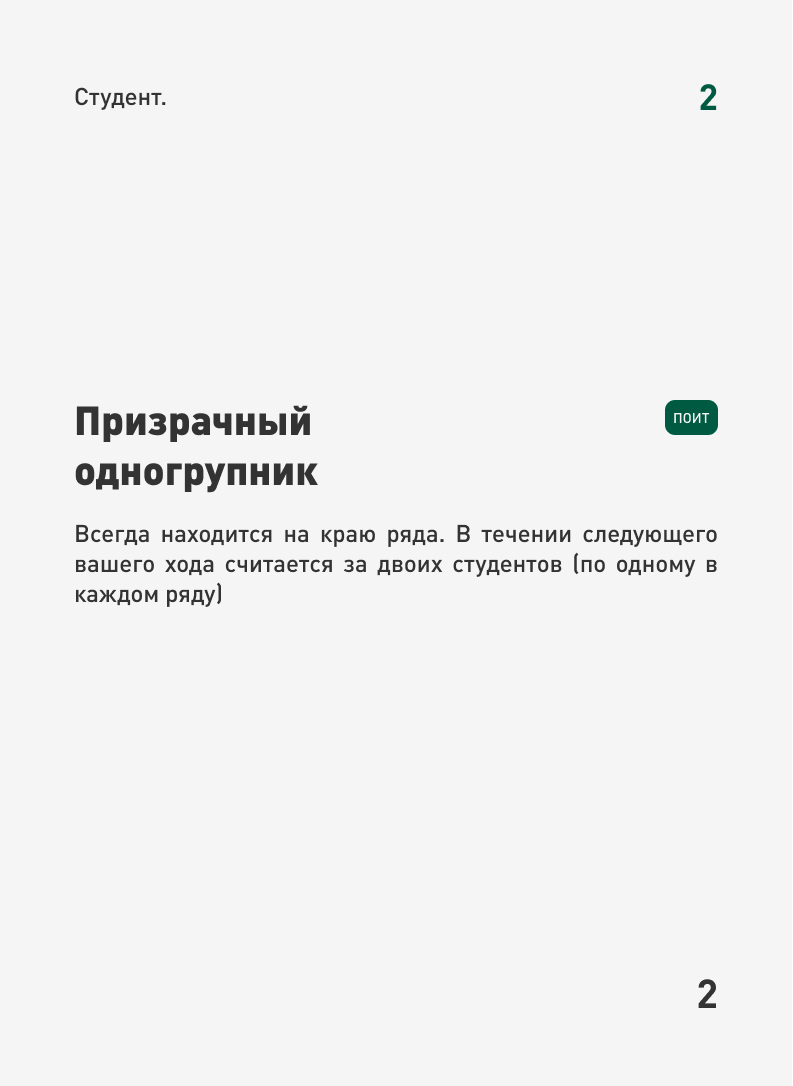 Студент.
2
Призрачный
одногрупник
ПОИТ
Всегда находится на краю ряда. В течении следующего
вашего хода считается за двоих студентов (по одному в
каждом ряду)
2